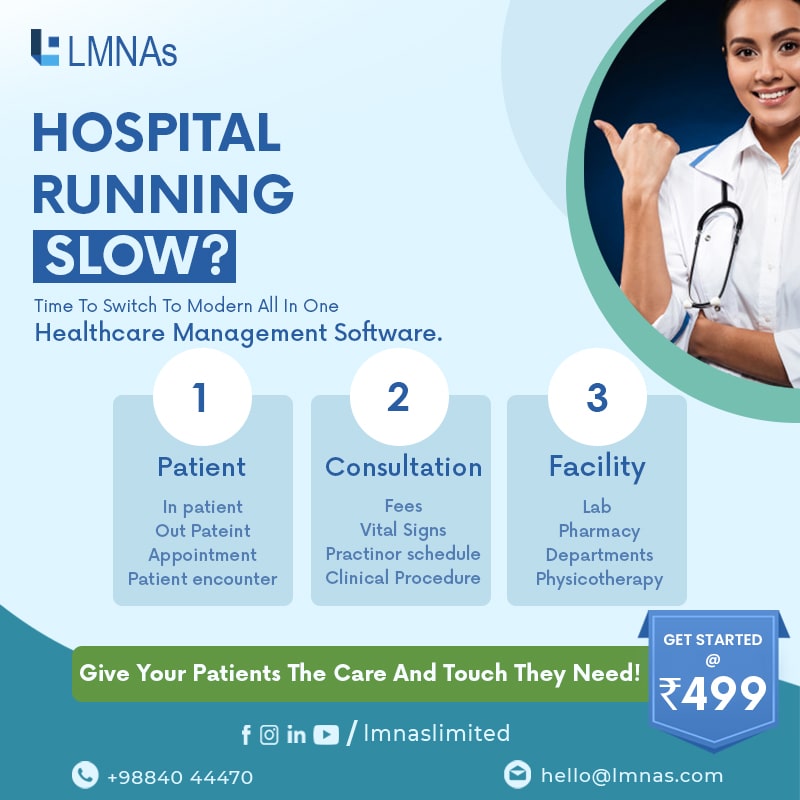 LMNAs
HOSPITAL
RUNNING
SLOW?
Time To Switch To Modern All In One
Healthcare Management Software.
1
Patient
In patient
Out Pateint
Appointment
Patient encounter
2
Consultation
Fees
Vital Signs
Practinor schedule
Clinical Procedure
3
Facility
Lab
Pharmacy
Departments
Physicotherapy
Give Your Patients The Care And Touch They Need!
GET STARTED
@
₹499
/ lmnaslimited
+98840 44470
hello@lmnas.com